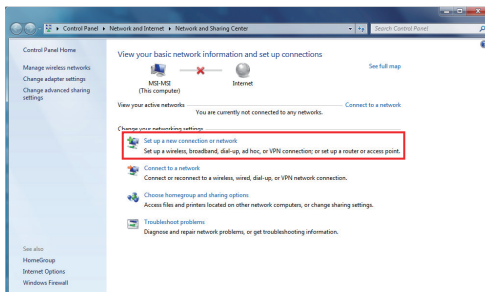 Control Panel ▸ Network and Internet ▸ Network and Sharing Center
Search Control Panel
Control Panel Home
Manage wireless networks
Change adapter settings
Change advanced sharing
settings
View your basic network information and set up connections
See full map
MSI-MSI
(This computer)
Internet
View your active networks
Connect to a network
You are currently not connected to any networks.
Change your networking settings
Set up a new connection or network
Set up a wireless, broadband, dial-up, ad hoc, or VPN connection; or set up a router or access point.
Connect to a network
Connect or reconnect to a wireless, wired, dial-up, or VPN network connection.
Choose homegroup and sharing options
Access files and printers located on other network computers, or change sharing settings.
Troubleshoot problems
Diagnose and repair network problems, or get troubleshooting information.
See also
HomeGroup
Internet Options
Windows Firewall